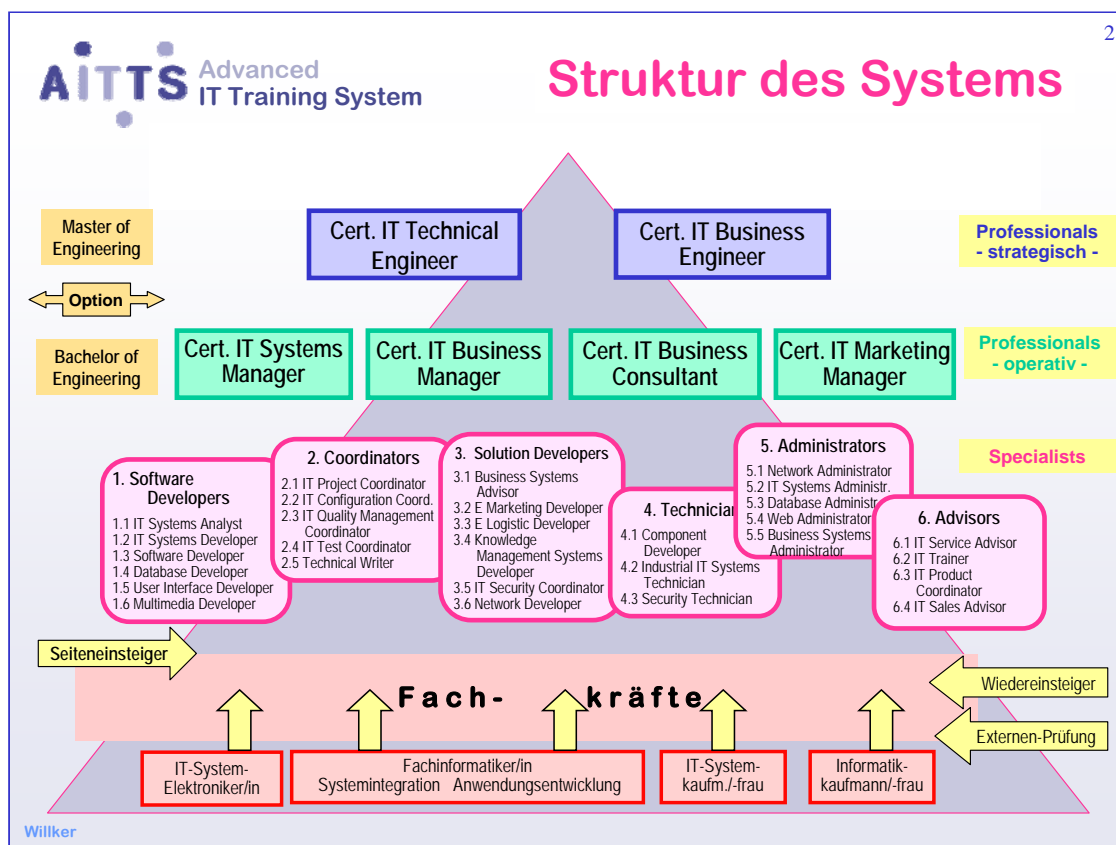 2
AITTS Advanced
IT Training System
Struktur des Systems
Master of
Engineering
Cert. IT Technical
Engineer
Cert. IT Business
Engineer
Professionals
- strategisch -
Option
Bachelor of
Engineering
Cert. IT Systems
Manager
Cert. IT Business
Manager
Cert. IT Business
Consultant
Cert. IT Marketing
Manager
Professionals
- operativ -
Specialists
1. Software
Developers
1.1 IT Systems Analyst
1.2 IT Systems Developer
1.3 Software Developer
1.4 Database Developer
1.5 User Interface Developer
1.6 Multimedia Developer
2. Coordinators
2.1 IT Project Coordinator
2.2 IT Configuration Coord.
2.3 IT Quality Management
Coordinator
2.4 IT Test Coordinator
2.5 Technical Writer
3. Solution Developers
3.1 Business Systems
Advisor
3.2 E Marketing Developer
3.3 E Logistic Developer
3.4 Knowledge
Management Systems
Developer
3.5 IT Security Coordinator
3.6 Network Developer
4. Technician
4.1 Component
Developer
4.2 Industrial IT Systems
Technician
4.3 Security Technician
5. Administrators
5.1 Network Administrator
5.2 IT Systems Administr.
5.3 Database Administr.
5.4 Web Administrator
5.5 Business Systems
Administrator
6. Advisors
6.1 IT Service Advisor
6.2 IT Trainer
6.3 IT Product
Coordinator
6.4 IT Sales Advisor
Seiteneinsteiger
Fach- kräfte
Wiedereinsteiger
Externen-Prüfung
IT-System-
Elektroniker/in
Fachinformatiker/in
Systemintegration Anwendungsentwicklung
IT-System-
kaufm./-frau
Informatik-
kaufmann/-frau
Willker